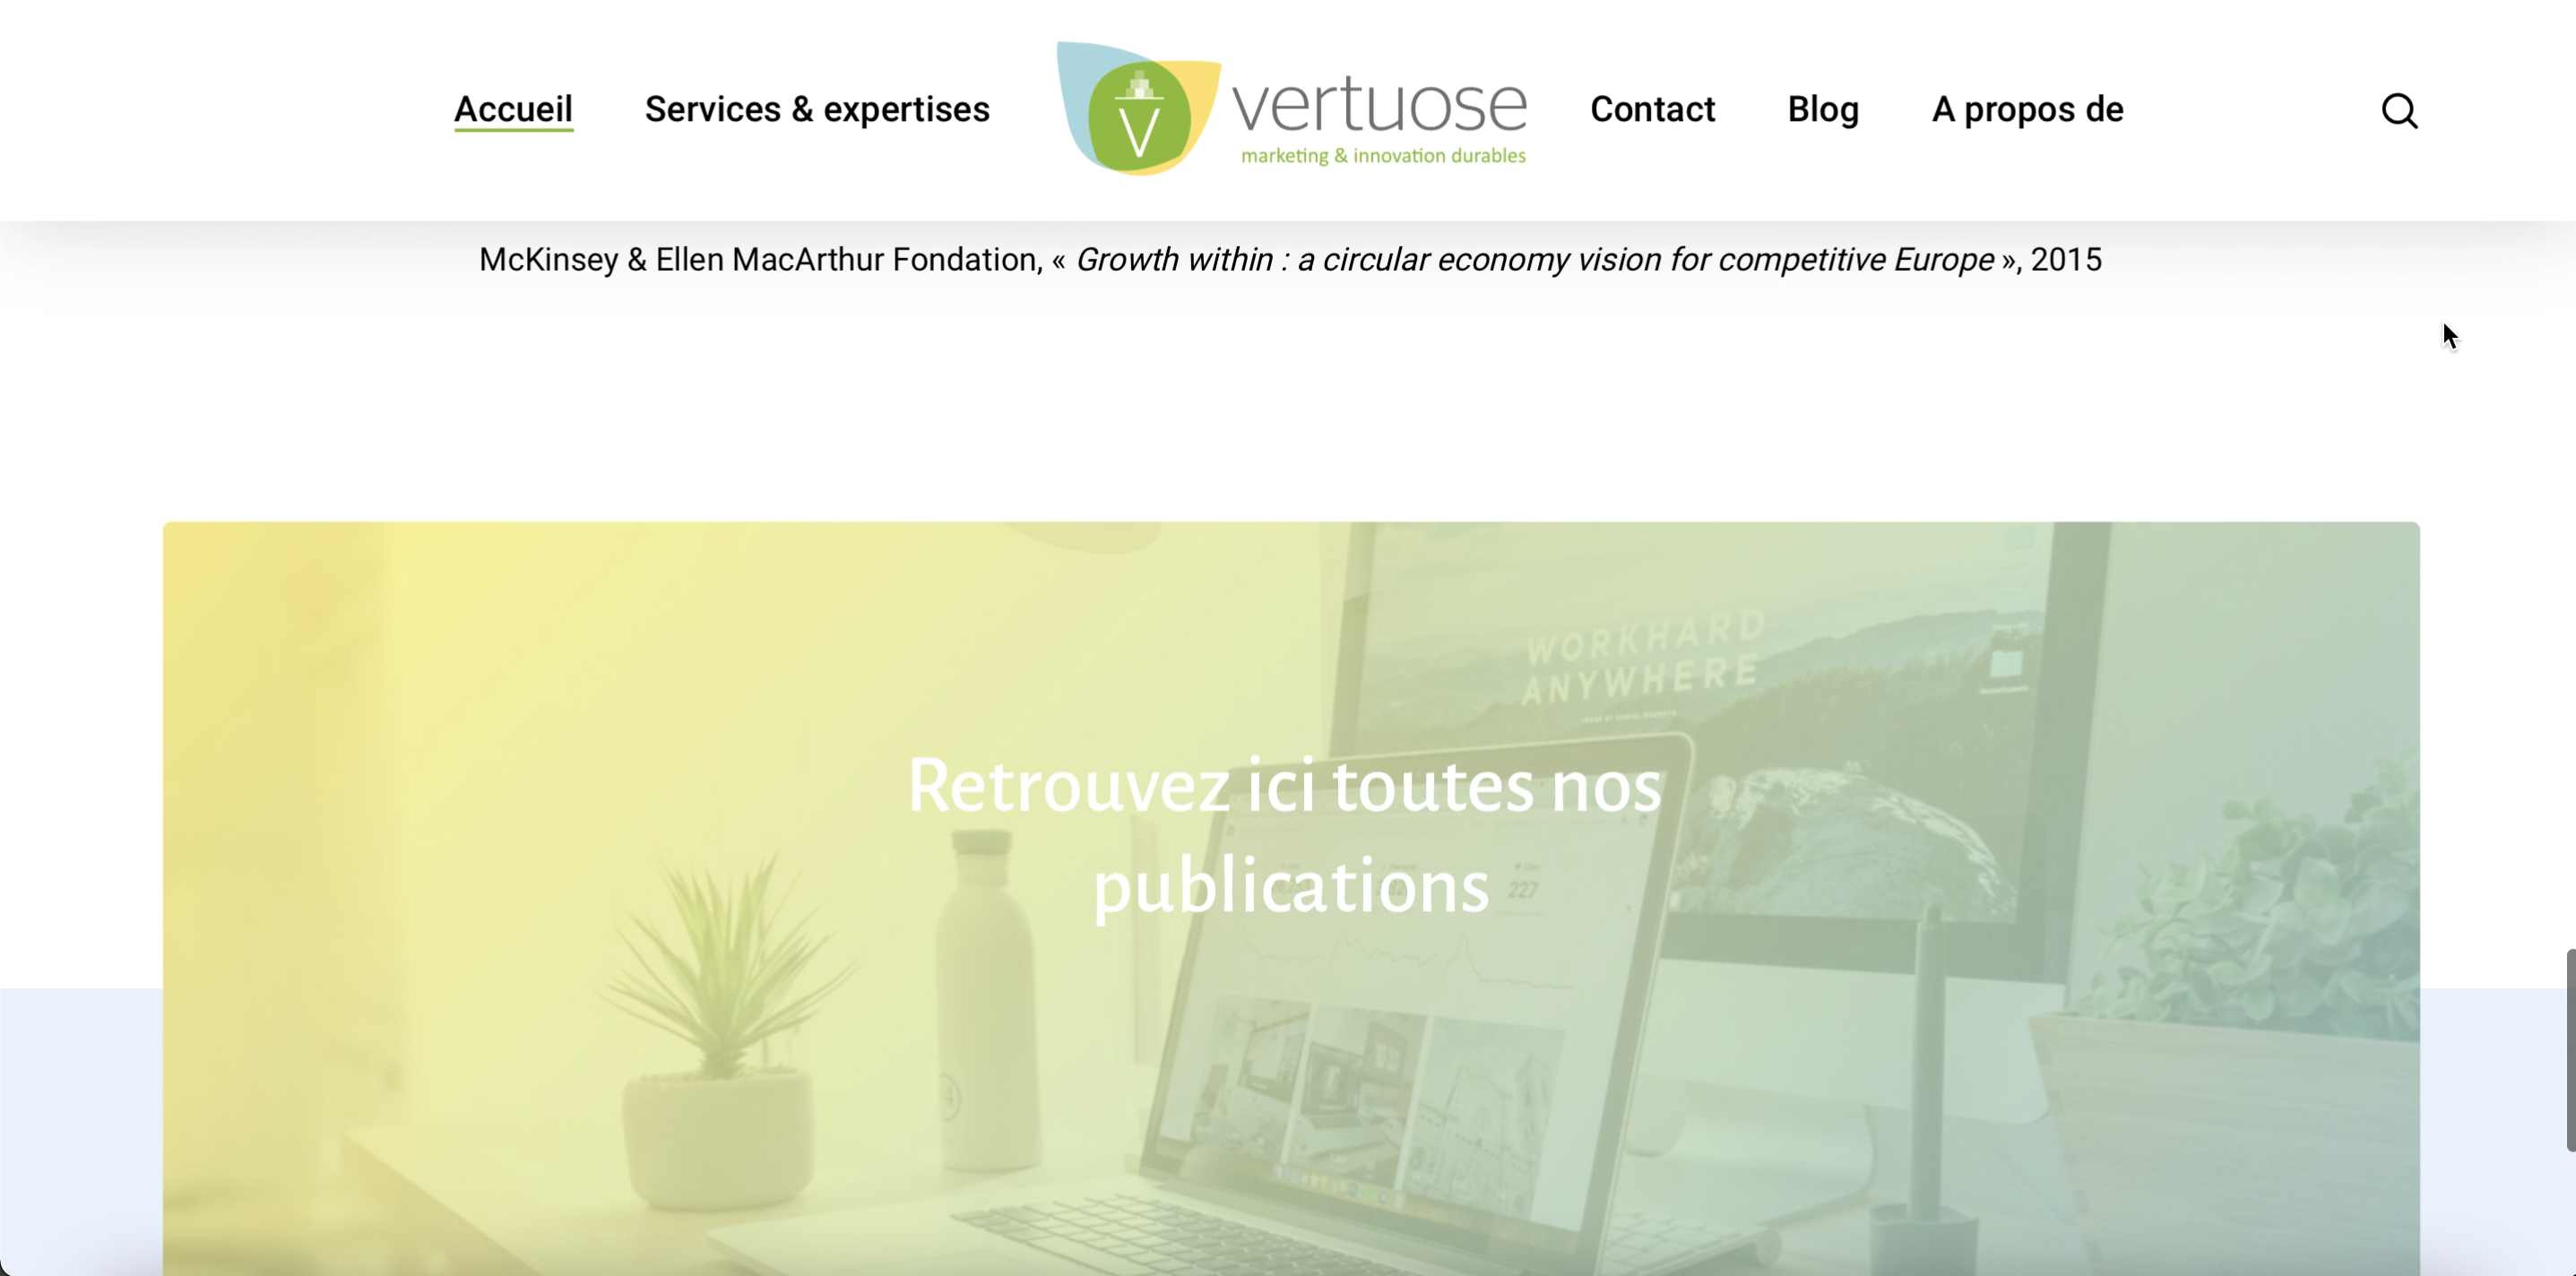 Accueil
Services & expertises
V
vertuose
marketing & innovation durables
Contact
Blog
A propos de
McKinsey & Ellen MacArthur Fondation, « Growth within : a circular economy vision for competitive Europe », 2015
WORKHARD
ANYWHERE
Retrouvez ici toutes nos
publications
227